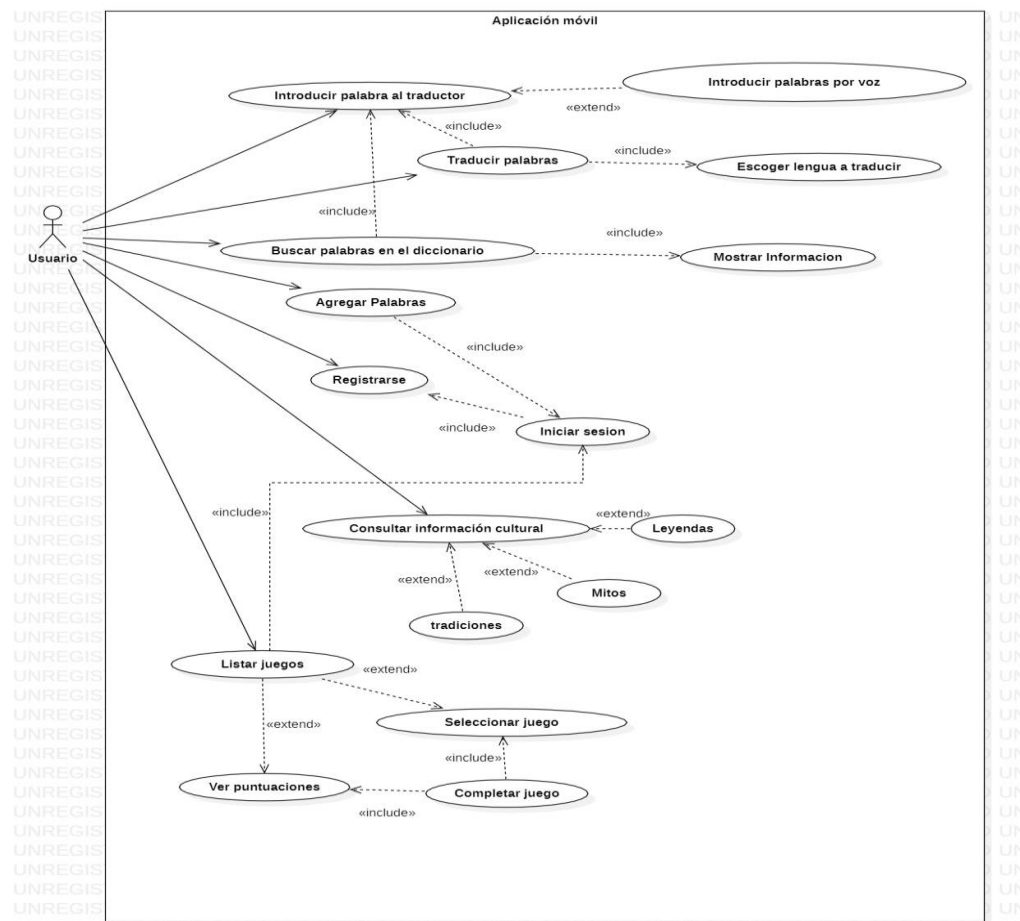 Aplicación móvil
Introducir palabra al traductor
Introducir palabras por voz
«extend»
«include»
Traducir palabras
«include»
Escoger lengua a traducir
«include»
Usuario
Buscar palabras en el diccionario
«include»
Mostrar Informacion
Agregar Palabras
«include»
Registrarse
«include»
Iniciar sesion
«include»
Consultar información cultural
«extend»
Leyendas
«extend»
«extend»
Mitos
tradiciones
Listar juegos
«extend»
«extend»
Seleccionar juego
«include»
Ver puntuaciones
Completar juego
«include»